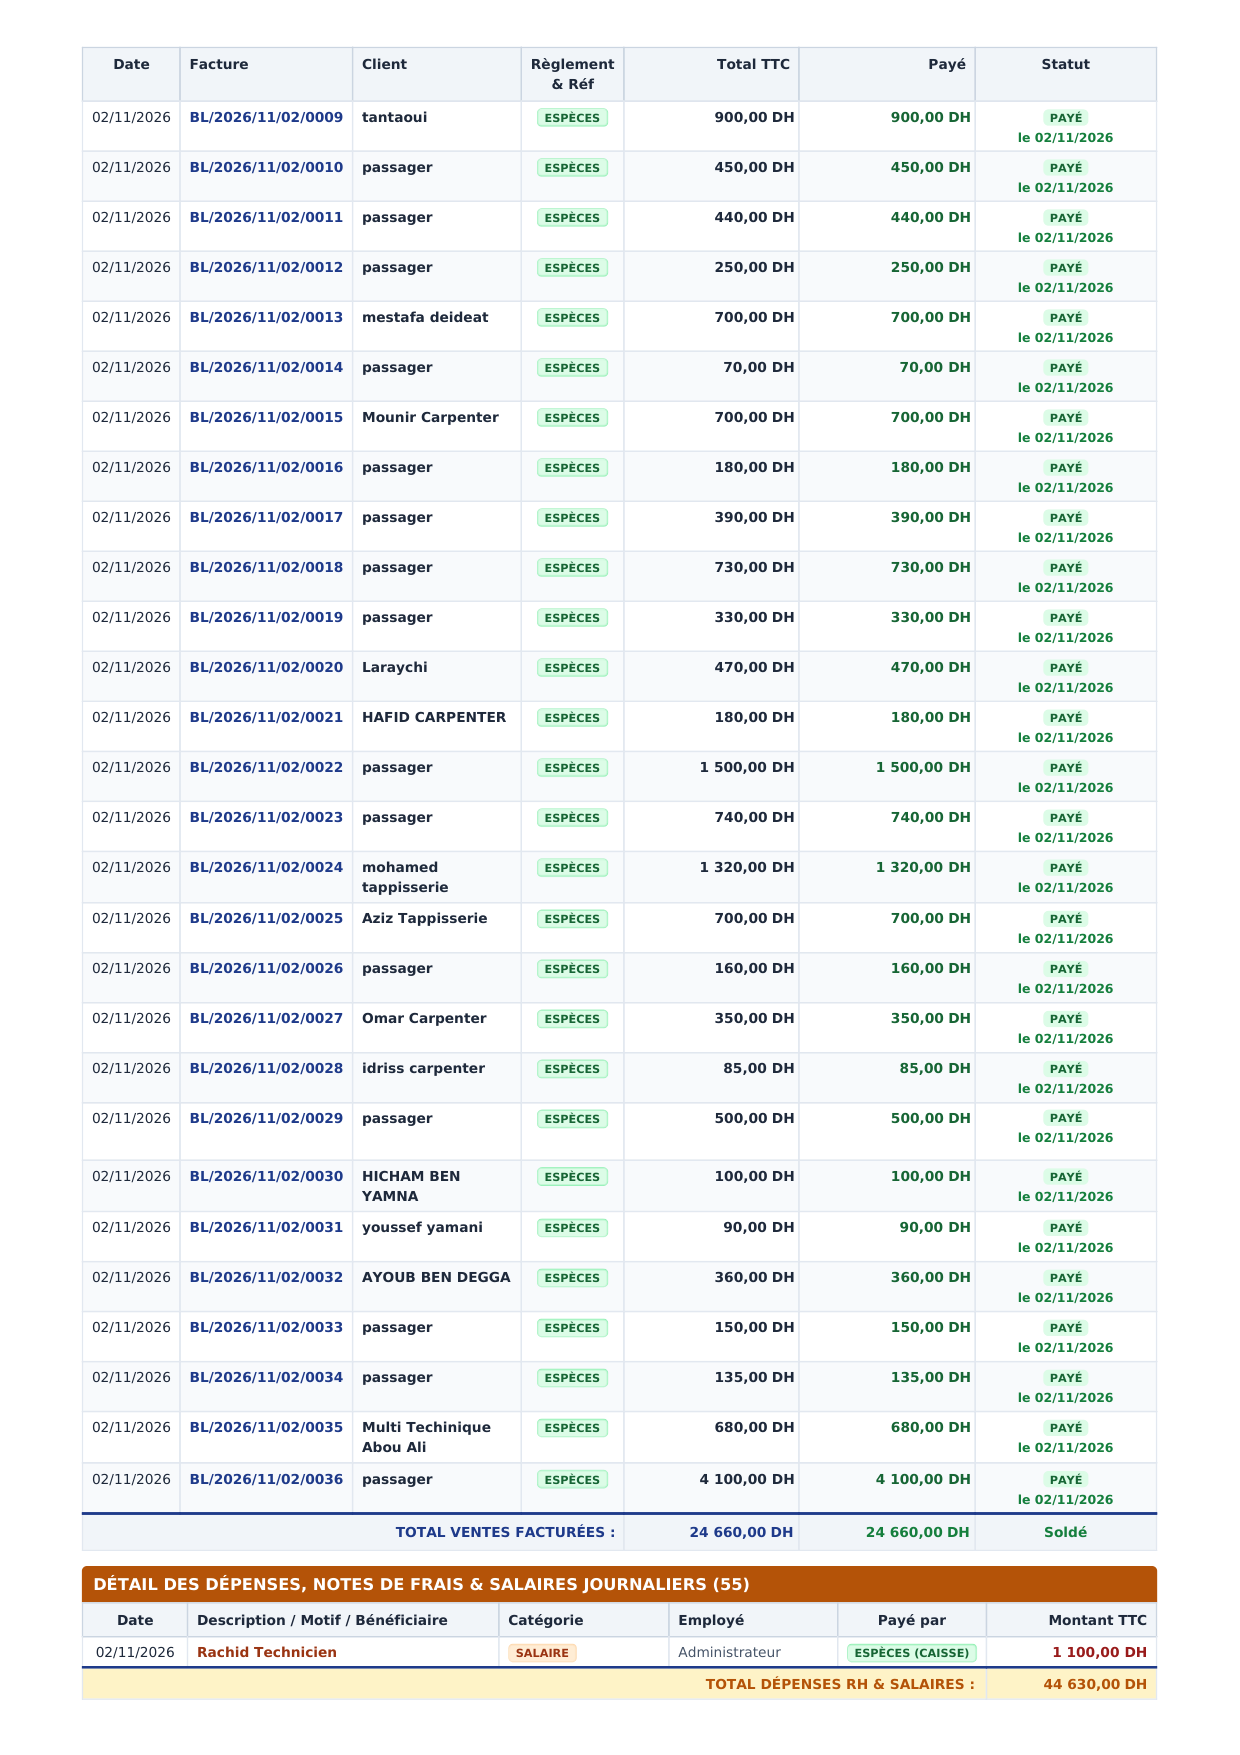 Date Facture Client Règlement & Réf Total TTC Payé Statut
02/11/2026 BL/2026/11/02/0009 tantaoui ESPÈCES 900,00 DH 900,00 DH PAYÉ
le 02/11/2026
02/11/2026 BL/2026/11/02/0010 passager ESPÈCES 450,00 DH 450,00 DH PAYÉ
le 02/11/2026
02/11/2026 BL/2026/11/02/0011 passager ESPÈCES 440,00 DH 440,00 DH PAYÉ
le 02/11/2026
02/11/2026 BL/2026/11/02/0012 passager ESPÈCES 250,00 DH 250,00 DH PAYÉ
le 02/11/2026
02/11/2026 BL/2026/11/02/0013 mestafa deideat ESPÈCES 700,00 DH 700,00 DH PAYÉ
le 02/11/2026
02/11/2026 BL/2026/11/02/0014 passager ESPÈCES 70,00 DH 70,00 DH PAYÉ
le 02/11/2026
02/11/2026 BL/2026/11/02/0015 Mounir Carpenter ESPÈCES 700,00 DH 700,00 DH PAYÉ
le 02/11/2026
02/11/2026 BL/2026/11/02/0016 passager ESPÈCES 180,00 DH 180,00 DH PAYÉ
le 02/11/2026
02/11/2026 BL/2026/11/02/0017 passager ESPÈCES 390,00 DH 390,00 DH PAYÉ
le 02/11/2026
02/11/2026 BL/2026/11/02/0018 passager ESPÈCES 730,00 DH 730,00 DH PAYÉ
le 02/11/2026
02/11/2026 BL/2026/11/02/0019 passager ESPÈCES 330,00 DH 330,00 DH PAYÉ
le 02/11/2026
02/11/2026 BL/2026/11/02/0020 Laraychi ESPÈCES 470,00 DH 470,00 DH PAYÉ
le 02/11/2026
02/11/2026 BL/2026/11/02/0021 HAFID CARPENTER ESPÈCES 180,00 DH 180,00 DH PAYÉ
le 02/11/2026
02/11/2026 BL/2026/11/02/0022 passager ESPÈCES 1 500,00 DH 1 500,00 DH PAYÉ
le 02/11/2026
02/11/2026 BL/2026/11/02/0023 passager ESPÈCES 740,00 DH 740,00 DH PAYÉ
le 02/11/2026
02/11/2026 BL/2026/11/02/0024 mohamed ESPÈCES 1 320,00 DH 1 320,00 DH PAYÉ
tappisserie le 02/11/2026
02/11/2026 BL/2026/11/02/0025 Aziz Tappisserie ESPÈCES 700,00 DH 700,00 DH PAYÉ
le 02/11/2026
02/11/2026 BL/2026/11/02/0026 passager ESPÈCES 160,00 DH 160,00 DH PAYÉ
le 02/11/2026
02/11/2026 BL/2026/11/02/0027 Omar Carpenter ESPÈCES 350,00 DH 350,00 DH PAYÉ
le 02/11/2026
02/11/2026 BL/2026/11/02/0028 idriss carpenter ESPÈCES 85,00 DH 85,00 DH PAYÉ
le 02/11/2026
02/11/2026 BL/2026/11/02/0029 passager ESPÈCES 500,00 DH 500,00 DH PAYÉ
le 02/11/2026
02/11/2026 BL/2026/11/02/0030 HICHAM BEN ESPÈCES 100,00 DH 100,00 DH PAYÉ
YAMNA le 02/11/2026
02/11/2026 BL/2026/11/02/0031 youssef yamani ESPÈCES 90,00 DH 90,00 DH PAYÉ
le 02/11/2026
02/11/2026 BL/2026/11/02/0032 AYOUB BEN DEGGA ESPÈCES 360,00 DH 360,00 DH PAYÉ
le 02/11/2026
02/11/2026 BL/2026/11/02/0033 passager ESPÈCES 150,00 DH 150,00 DH PAYÉ
le 02/11/2026
02/11/2026 BL/2026/11/02/0034 passager ESPÈCES 135,00 DH 135,00 DH PAYÉ
le 02/11/2026
02/11/2026 BL/2026/11/02/0035 Multi Techinique ESPÈCES 680,00 DH 680,00 DH PAYÉ
Abou Ali le 02/11/2026
02/11/2026 BL/2026/11/02/0036 passager ESPÈCES 4 100,00 DH 4 100,00 DH PAYÉ
le 02/11/2026
TOTAL VENTES FACTURÉES : 24 660,00 DH 24 660,00 DH Soldé
DÉTAIL DES DÉPENSES, NOTES DE FRAIS & SALAIRES JOURNALIERS (55)
Date Description / Motif / Bénéficiaire Catégorie Employé Payé par Montant TTC
02/11/2026 Rachid Technicien SALAIRE Administrateur ESPÈCES (CAISSE) 1 100,00 DH
TOTAL DÉPENSES RH & SALAIRES : 44 630,00 DH